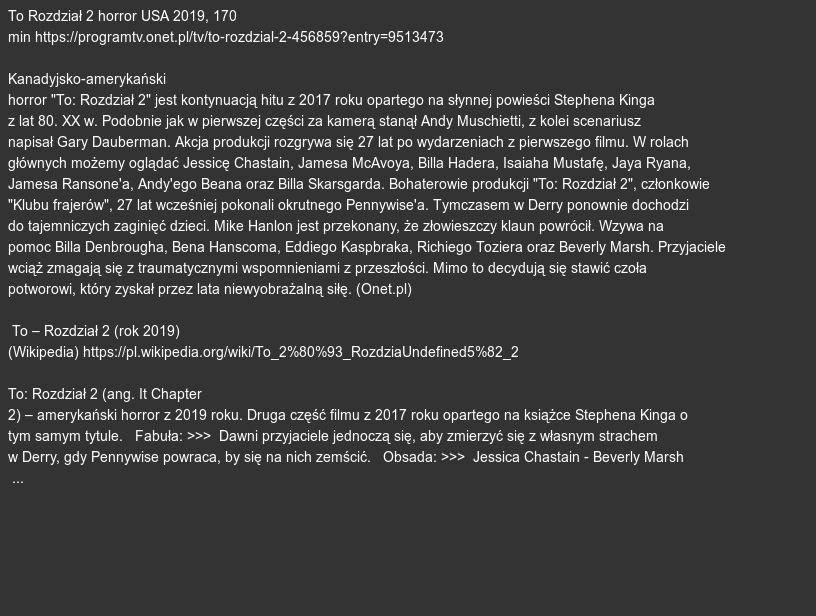 To Rozdział 2 horror USA 2019, 170
min https://programtv.onet.pl/tv/to-rozdzial-2-456859?entry=9513473
Kanadyjsko-amerykański
horror "To: Rozdział 2" jest kontynuacją hitu z 2017 roku opartego na słynnej powieści Stephena Kinga
z lat 80. XX w. Podobnie jak w pierwszej części za kamerą stanął Andy Muschietti, z kolei scenariusz
napisał Gary Dauberman. Akcja produkcji rozgrywa się 27 lat po wydarzeniach z pierwszego filmu. W rolach
głównych możemy oglądać Jessicę Chastain, Jamesa McAvoya, Billa Hadera, Isaiaha Mustafę, Jaya Ryana,
Jamesa Ransone'a, Andy'ego Beana oraz Billa Skarsgarda. Bohaterowie produkcji "To: Rozdział 2", członkowie
"Klubu frajerów", 27 lat wcześniej pokonali okrutnego Pennywise'a. Tymczasem w Derry ponownie dochodzi
do tajemniczych zaginięć dzieci. Mike Hanlon jest przekonany, że złowieszczy klaun powrócił. Wzywa na
pomoc Billa Denbrougha, Bena Hanscoma, Eddiego Kaspbraka, Richiego Toziera oraz Beverly Marsh. Przyjaciele
wciąż zmagają się z traumatycznymi wspomnieniami z przeszłości. Mimo to decydują się stawić czoła
potworowi, który zyskał przez lata niewyobrażalną siłę. (Onet.pl)
To – Rozdział 2 (rok 2019)
(Wikipedia) https://pl.wikipedia.org/wiki/To_2%80%93_RozdziaUndefined5%82_2
To: Rozdział 2 (ang. It Chapter
2) – amerykański horror z 2019 roku. Druga część filmu z 2017 roku opartego na książce Stephena Kinga o
tym samym tytule.   Fabuła: >>>  Dawni przyjaciele jednoczą się, aby zmierzyć się z własnym strachem
w Derry, gdy Pennywise powraca, by się na nich zemścić.   Obsada: >>>  Jessica Chastain - Beverly Marsh
...